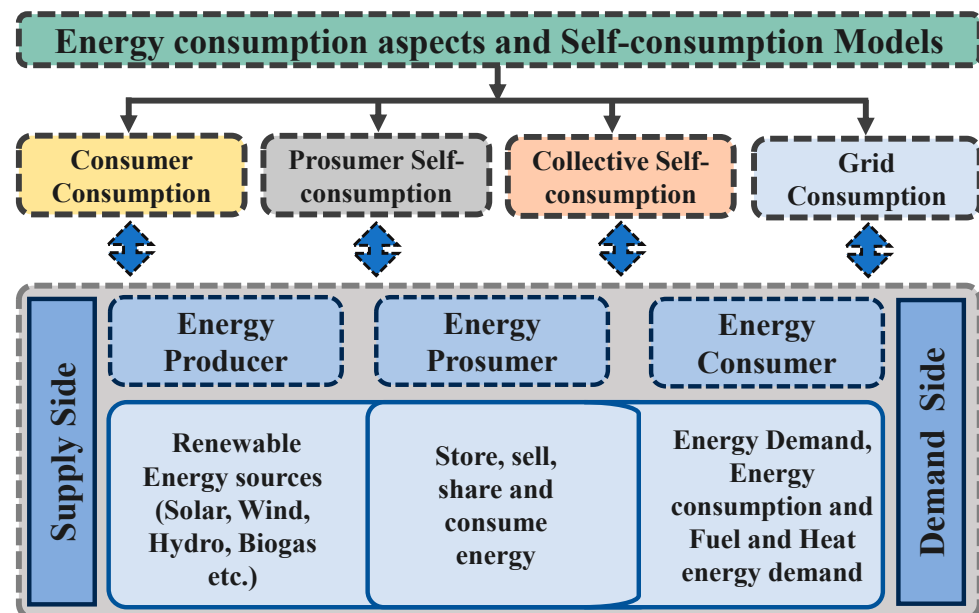 Energy consumption aspects and Self-consumption Models
Consumer
Consumption
Prosumer Self-
consumption
Collective Self-
consumption
Grid
Consumption
Supply Side
Energy
Producer
Energy
Prosumer
Energy
Consumer
Renewable
Energy sources
(Solar, Wind,
Hydro, Biogas
etc.)
Store, sell,
share and
consume
energy
Energy Demand,
Energy
consumption and
Fuel and Heat
energy demand
Demand Side